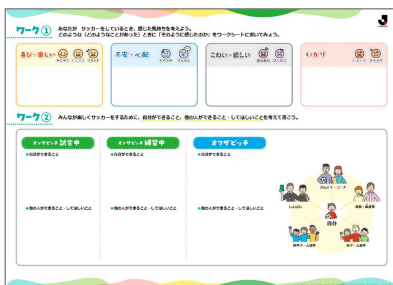 ワーク①
あなたが サッカーをしているとき、感じた気持ちを考えよう。
どのような(どのようなことがあった)ときに「そのように感じたのか」をワークシートに書いてみよう。
喜び・楽しい
不安・心配
こわい・悲しい
いかり
ワーク②
みんなが楽しくサッカーをするために、自分ができること、他の人ができること・してほしいことを考えて書こう。
オンザピッチ 試合中
オンザピッチ 練習中
オフザピッチ
●自分ができること
●自分ができること
●自分ができること
●他の人ができること・してほしいこと
●他の人ができること・してほしいこと
●他の人ができること・してほしいこと
しんぱん
自分